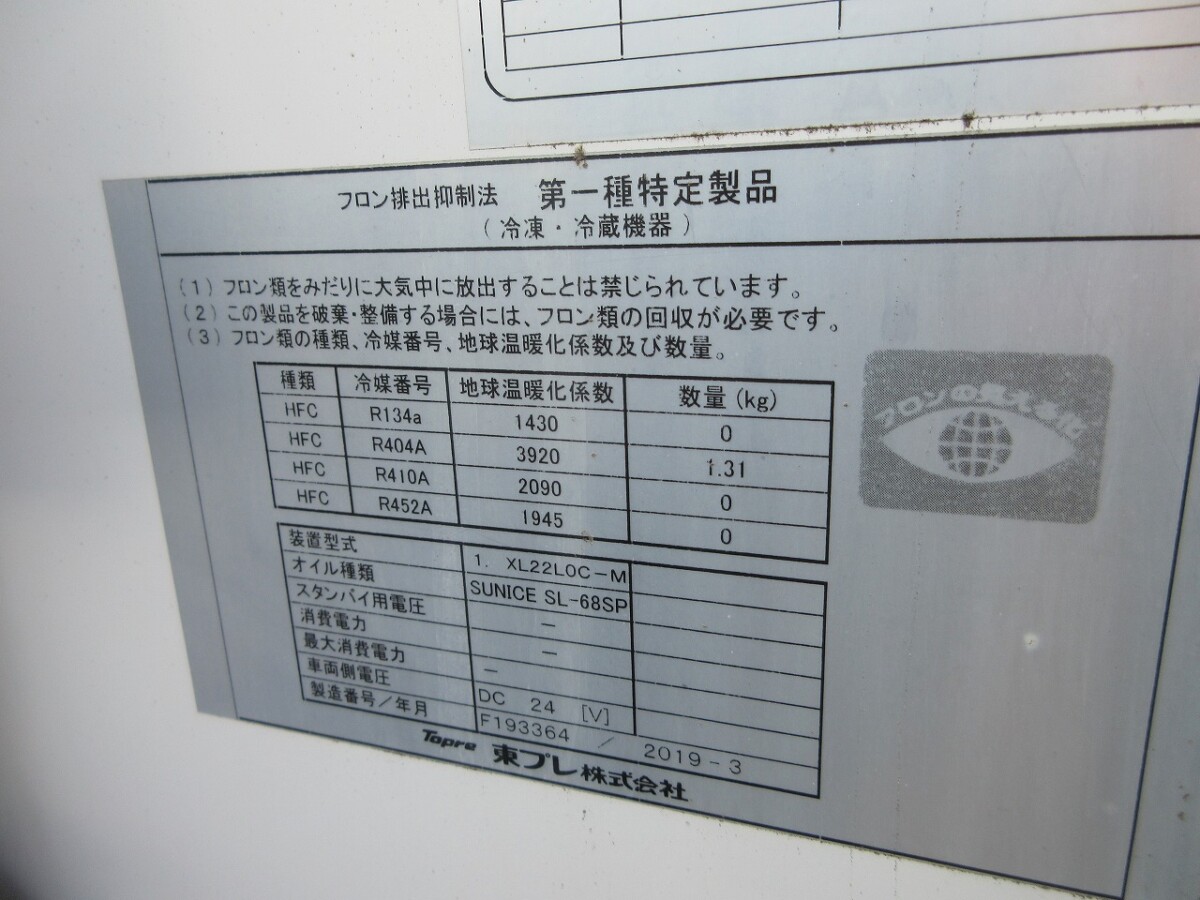 フロン排出抑制法 第一種特定製品
(冷凍・冷蔵機器)
(1) フロン類をみだりに大気中に放出することは禁じられています。
(2) この製品を破棄・整備する場合には、フロン類の回収が必要です。
(3) フロン類の種類、冷媒番号、地球温暖化係数及び数量。
種類 冷媒番号 地球温暖化係数 数量(kg)
HFC R134a 1430 0
HFC R404A 3920 1.31
HFC R410A 2090 0
HFC R452A 1945 0
フロンの見える化
装置型式 1. XL22L0C-M
オイル種類 SUNICE SL-68SP
スタンバイ用電圧 -
消費電力 -
最大消費電力 -
車両側電圧 DC 24 [V]
製造番号/年月 F193364 / 2019-3
Topre 東プレ株式会社